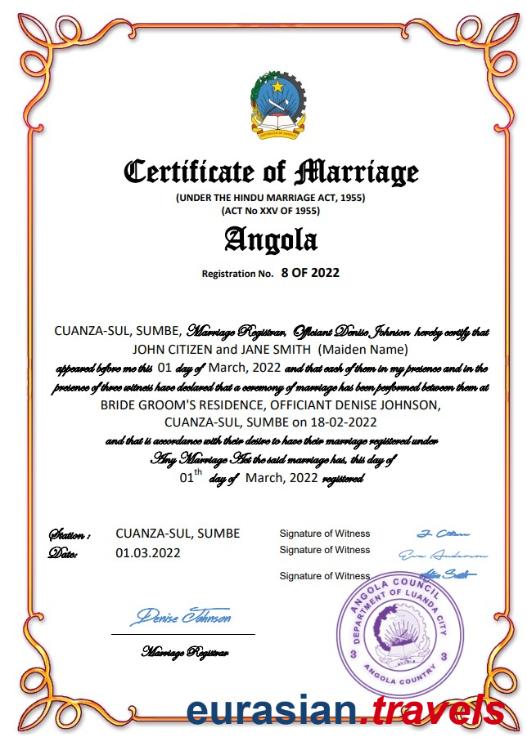 Certificate of Marriage
(UNDER THE HINDU MARRIAGE ACT, 1955)
(ACT No XXV OF 1955)
Angola
Registration No. 8 OF 2022
CUANZA-SUL, SUMBE, Marriage Registrar, Officiant Denise Johnson hereby certify that
JOHN CITIZEN and JANE SMITH (Maiden Name)
appeared before me this 01 day of March, 2022 and that each of them in my presence and in the
presence of three witness have declared that a ceremony of marriage has been performed between them at
BRIDE GROOM'S RESIDENCE, OFFICIANT DENISE JOHNSON,
CUANZA-SUL, SUMBE on 18-02-2022
and that is accordance with their desire to have their marriage registered under
Any Marriage Act the said marriage has, this day of
01th day of March, 2022 registered
Station : CUANZA-SUL, SUMBE
Date: 01.03.2022
Signature of Witness
Signature of Witness Eva Anderson
Signature of Witness
Denise Johnson
Marriage Registrar
ANGOLA COUNCIL
DEPARTMENT OF LUANDA CITY
3 3
ANGOLA COUNTRY
eurasian.travels